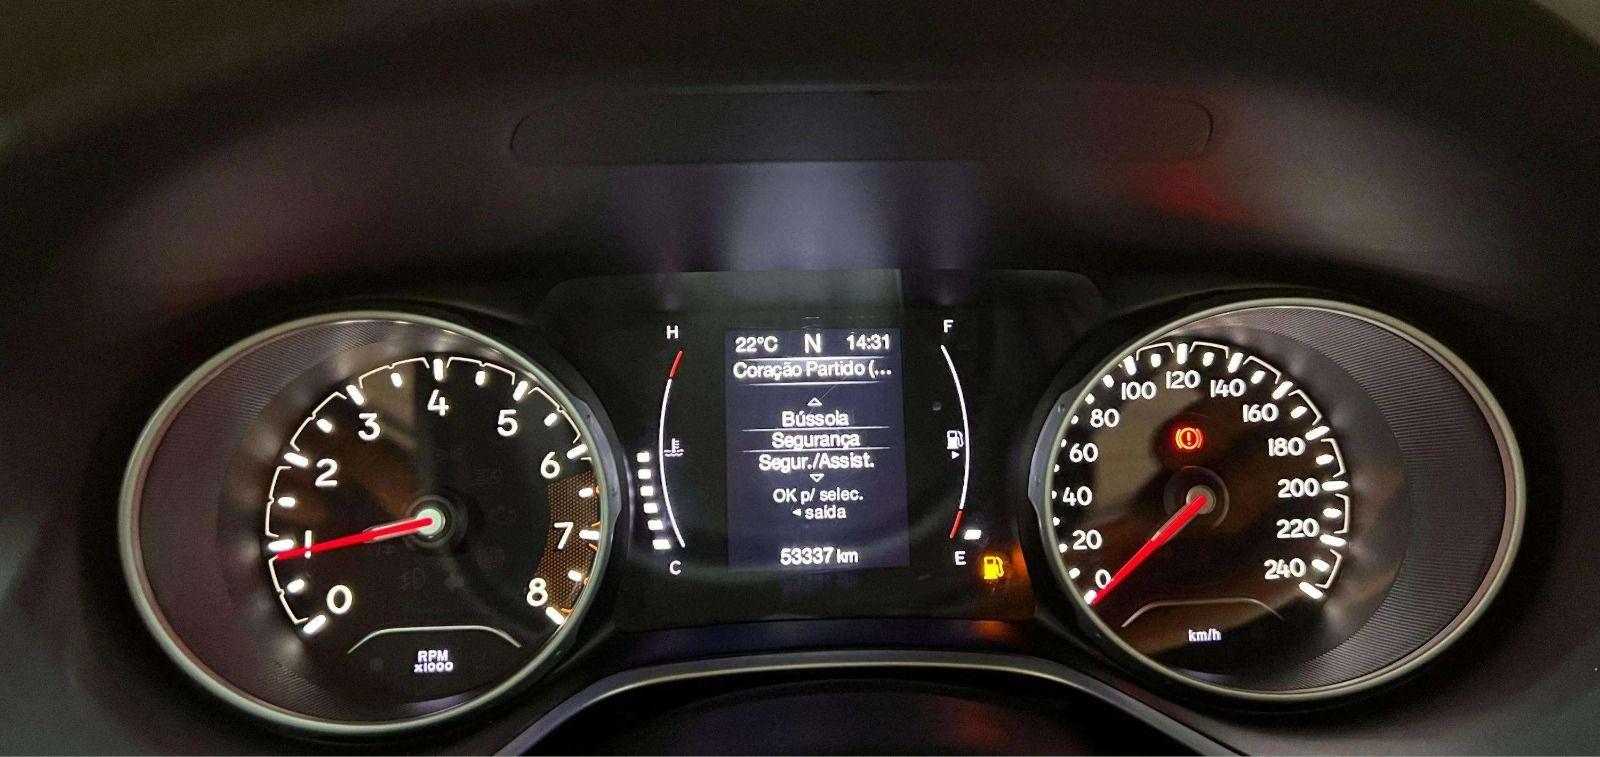 0
1
2
3
4
5
6
7
8
RPM
x1000
H
C
22°C N 14:31
Coração Partido (...
Bússola
Segurança
Segur./Assist.
OK p/ selec.
saída
53337 km
F
E
0
20
40
60
80
100
120
140
160
180
200
220
240
km/h